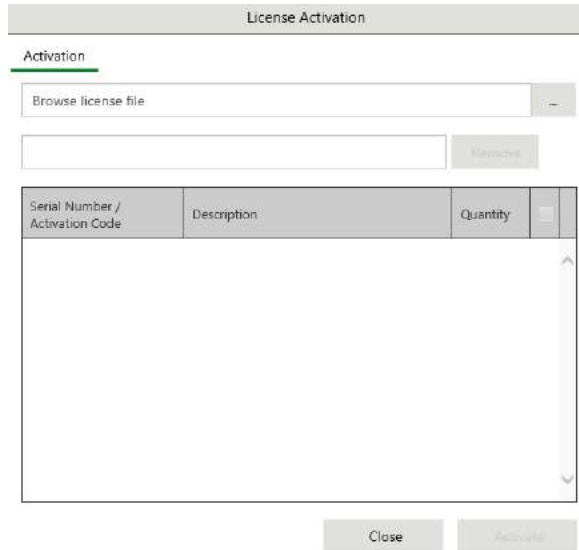 License Activation
Activation
Browse license file
...
Remove
Serial Number /
Activation Code
Description
Quantity
Close
Activate